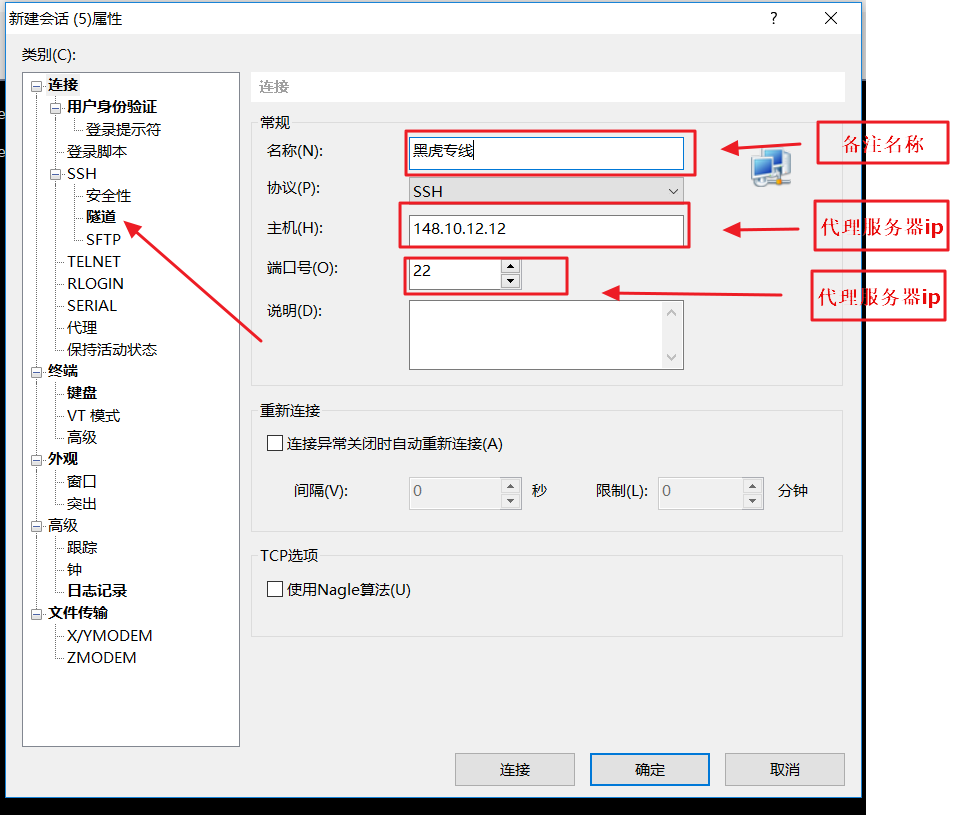 新建会话 (5)属性
?
类别(C):
连接
用户身份验证
登录提示符
登录脚本
SSH
安全性
隧道
SFTP
TELNET
RLOGIN
SERIAL
代理
保持活动状态
终端
键盘
VT 模式
高级
外观
窗口
突出
高级
跟踪
钟
日志记录
文件传输
X/YMODEM
ZMODEM
连接
常规
名称(N):
黑虎专线
备注名称
协议(P):
SSH
主机(H):
148.10.12.12
代理服务器ip
端口号(O):
22
代理服务器ip
说明(D):
重新连接
连接异常关闭时自动重新连接(A)
间隔(V):
0
秒
限制(L):
0
分钟
TCP选项
使用Nagle算法(U)
连接
确定
取消